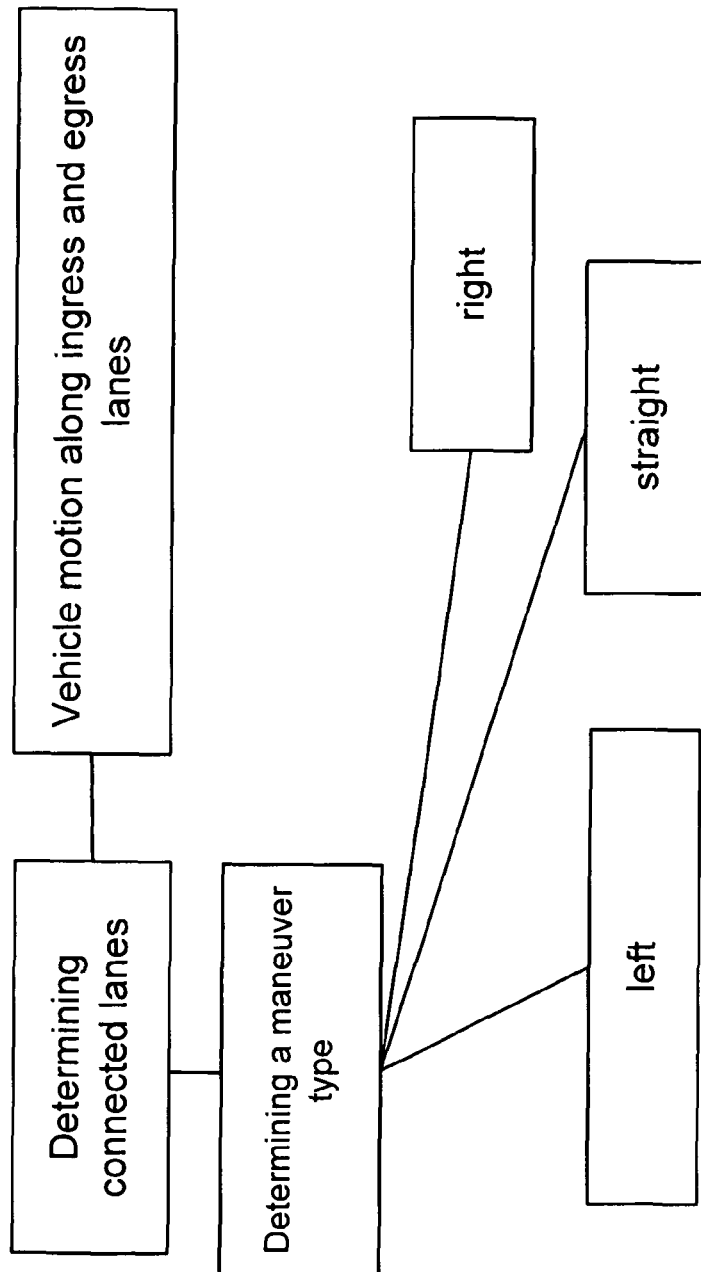 Determining
connected lanes
Vehicle motion along ingress and egress
lanes
Determining a maneuver
type
right
left
straight